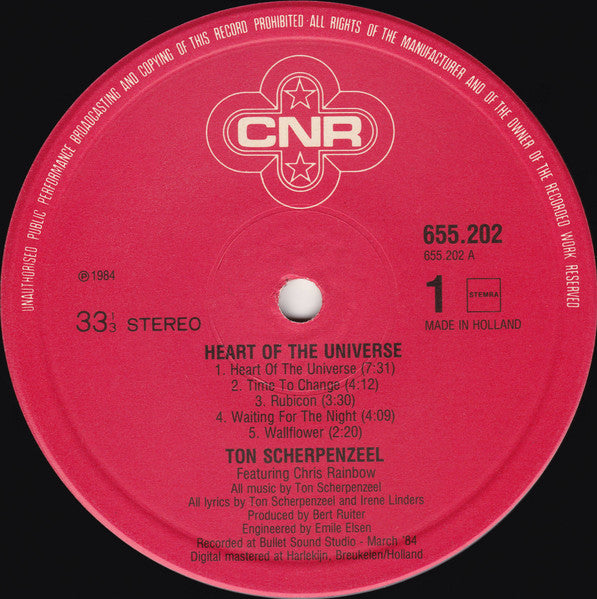 UNAUTHORISED PUBLIC PERFORMANCE BROADCASTING AND COPYING OF THIS RECORD PROHIBITED·ALL RIGHTS OF THE MANUFACTURER AND OF THE OWNER OF THE RECORDED WORK RESERVED
CNR
655.202
655.202 A
℗ 1984
1 STEMRA
33 1/3 STEREO
MADE IN HOLLAND
HEART OF THE UNIVERSE
1. Heart Of The Universe (7:31)
2. Time To Change (4:12)
3. Rubicon (3:30)
4. Waiting For The Night (4:09)
5. Wallflower (2:20)
TON SCHERPENZEEL
Featuring Chris Rainbow
All music by Ton Scherpenzeel
All lyrics by Ton Scherpenzeel and Irene Linders
Produced by Bert Ruiter
Engineered by Emile Elsen
Recorded at Bullet Sound Studio - March '84
Digital mastered at Harlekijn, Breukelen/Holland